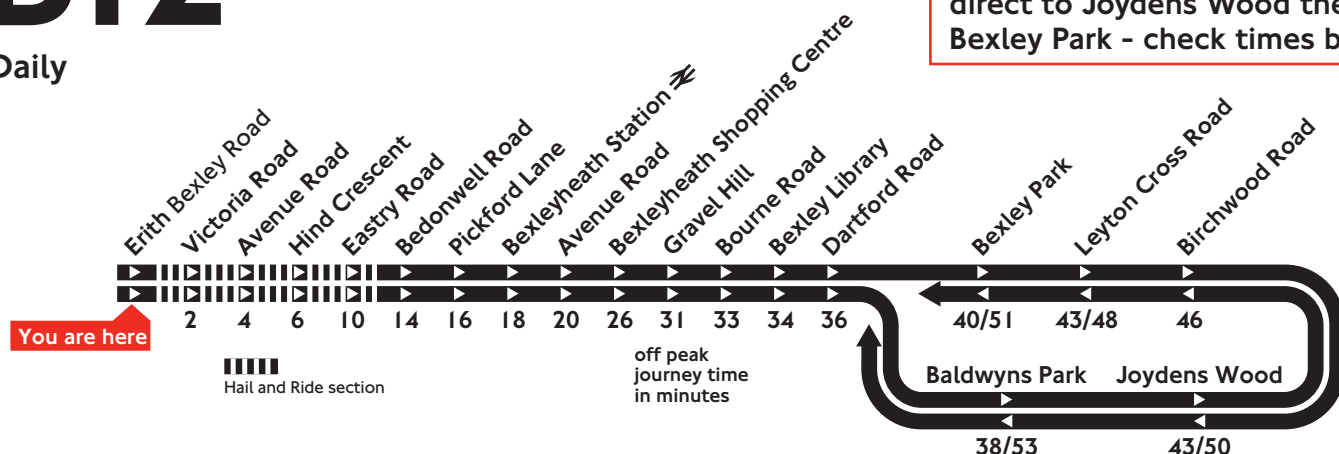 B12
Daily
direct to Joydens Wood the
Bexley Park - check times b
Erith Bexley Road
Victoria Road
Avenue Road
Hind Crescent
Eastry Road
Bedonwell Road
Pickford Lane
Bexleyheath Station
Avenue Road
Bexleyheath Shopping Centre
Gravel Hill
Bourne Road
Bexley Library
Dartford Road
Bexley Park
Leyton Cross Road
Birchwood Road
You are here
2 4 6 10 14 16 18 20 26 31 33 34 36 40/51 43/48 46
Hail and Ride section
off peak
journey time
in minutes
Baldwyns Park Joydens Wood
38/53 43/50